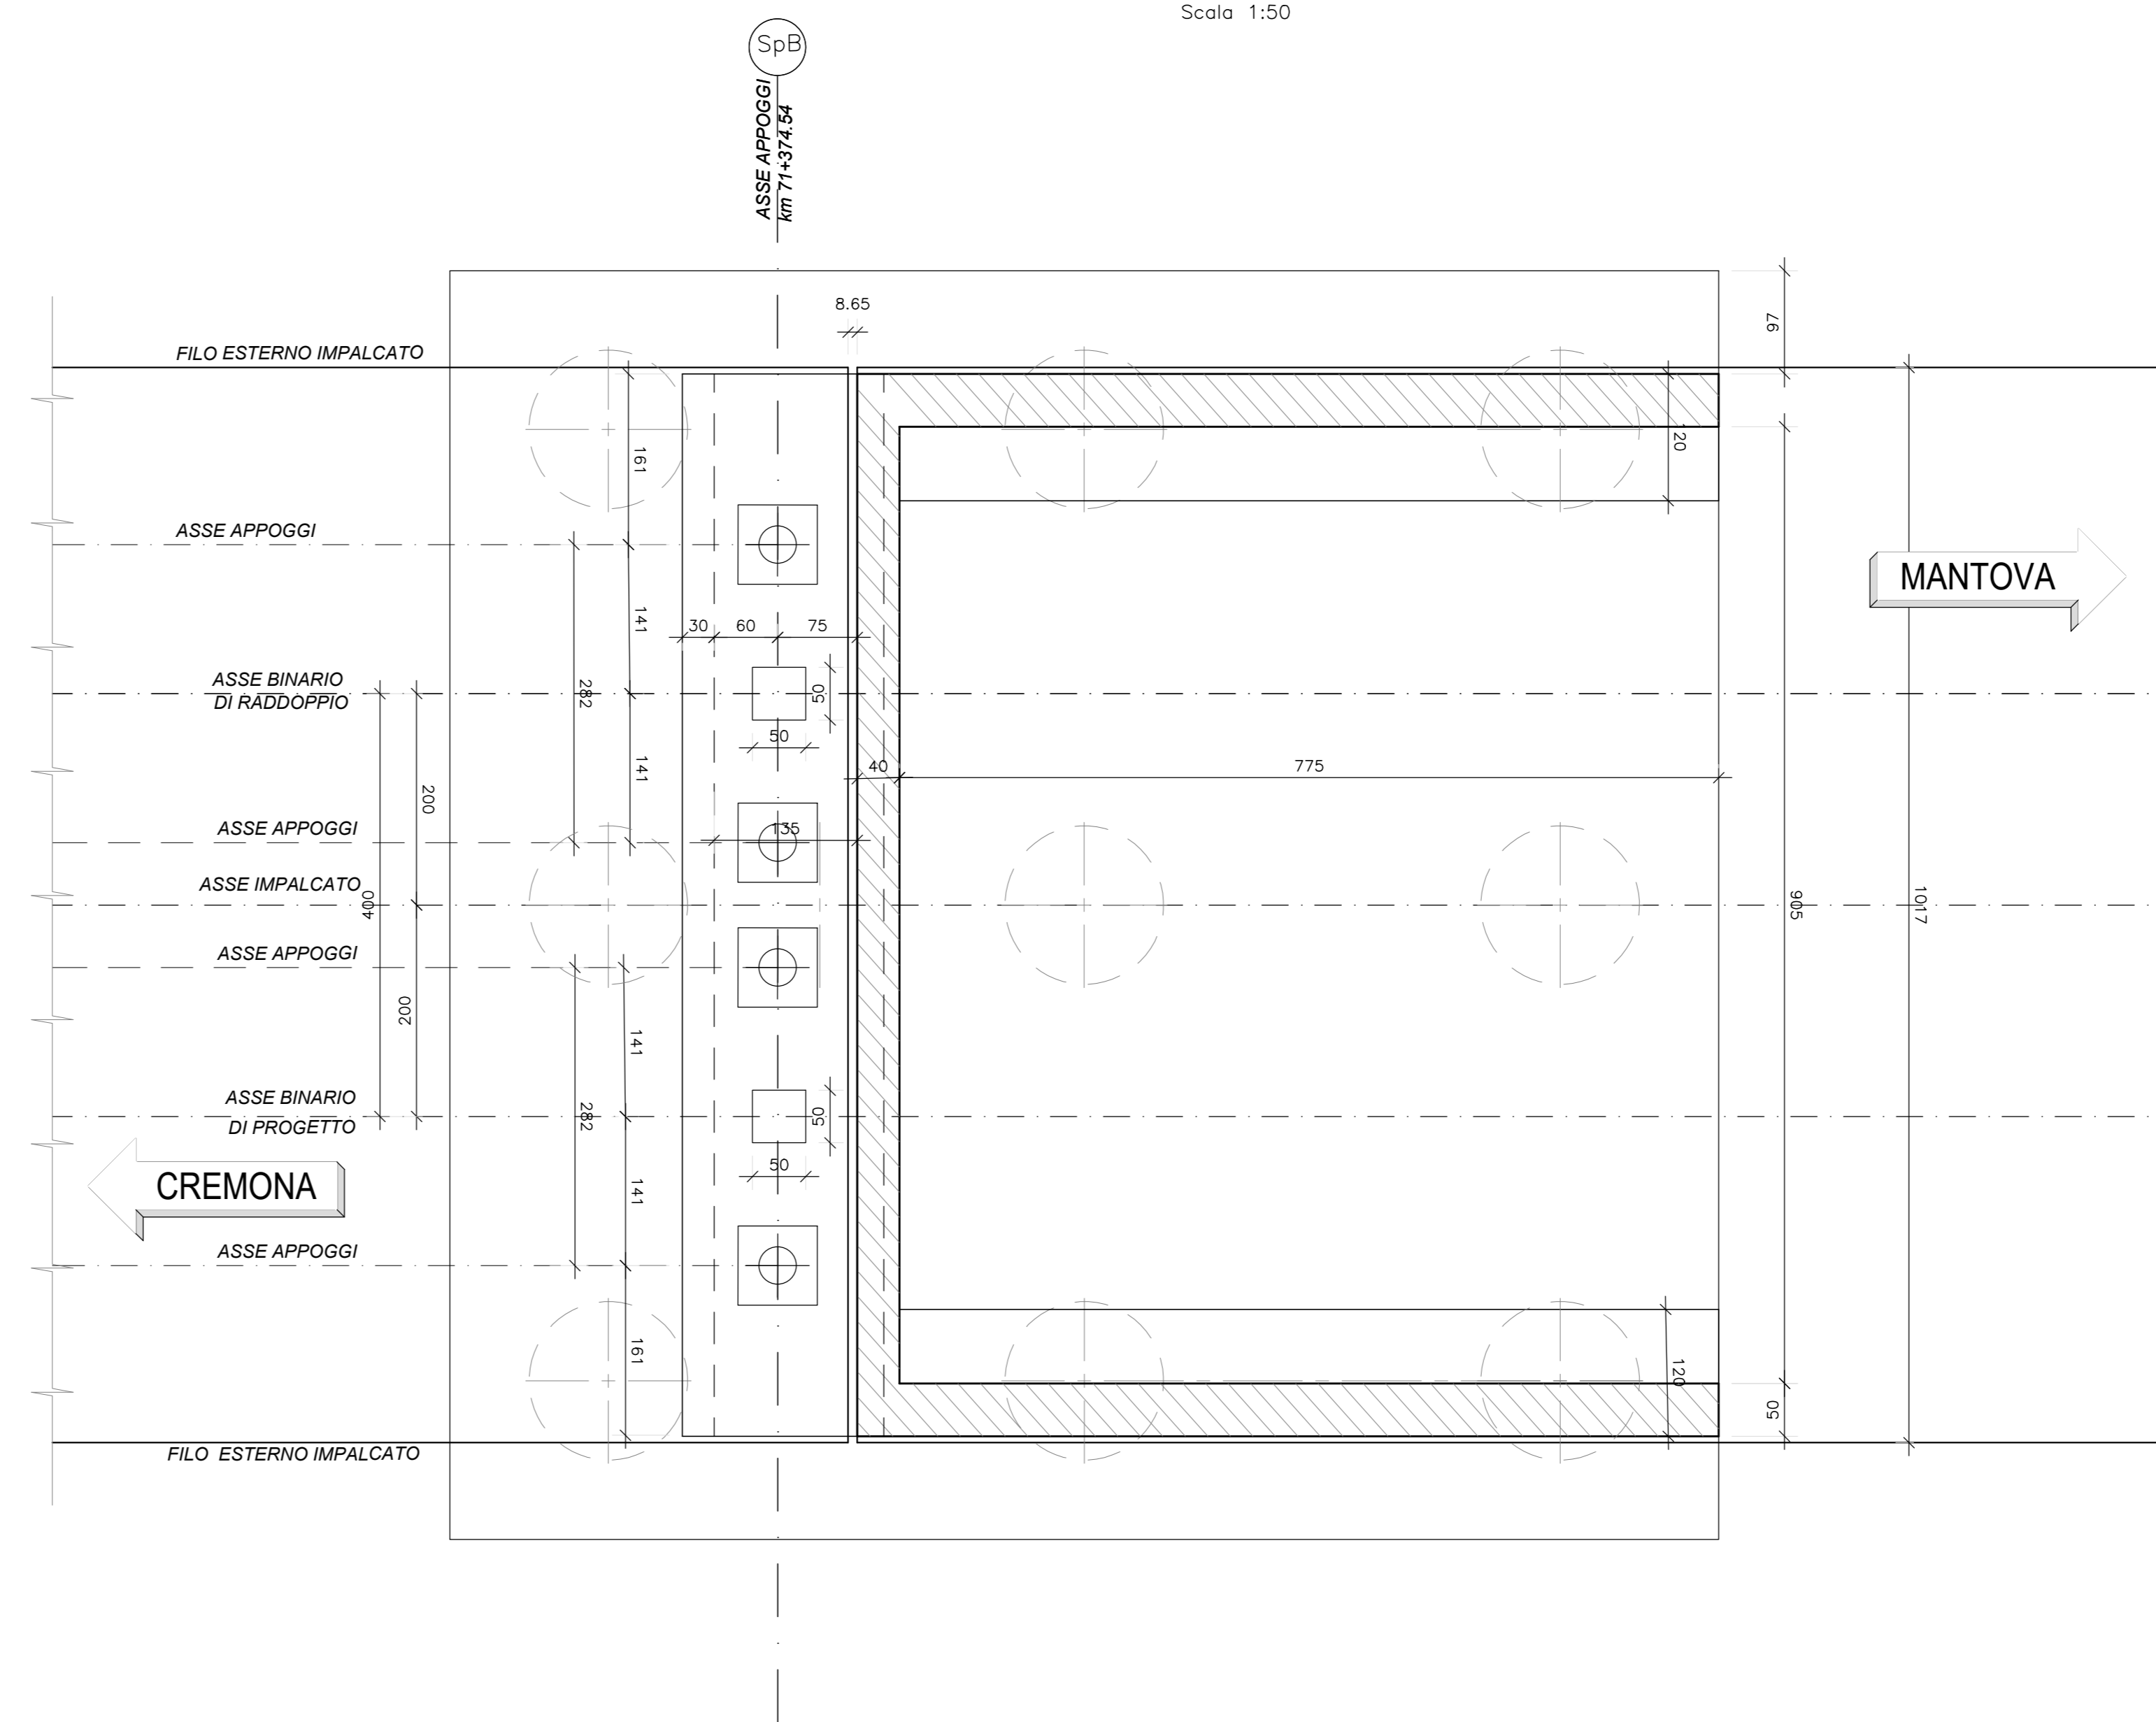 Scala 1:50
SpB
ASSE APPOGGI
km 71+374.54
8.65
97
FILO ESTERNO IMPALCATO
161
120
ASSE APPOGGI
MANTOVA
141
30
60
75
ASSE BINARIO
DI RADDOPPIO
282
50
50
141
40
775
200
ASSE APPOGGI
135
ASSE IMPALCATO
400
905
1017
ASSE APPOGGI
200
141
ASSE BINARIO
DI PROGETTO
282
50
50
CREMONA
141
ASSE APPOGGI
161
120
50
FILO ESTERNO IMPALCATO